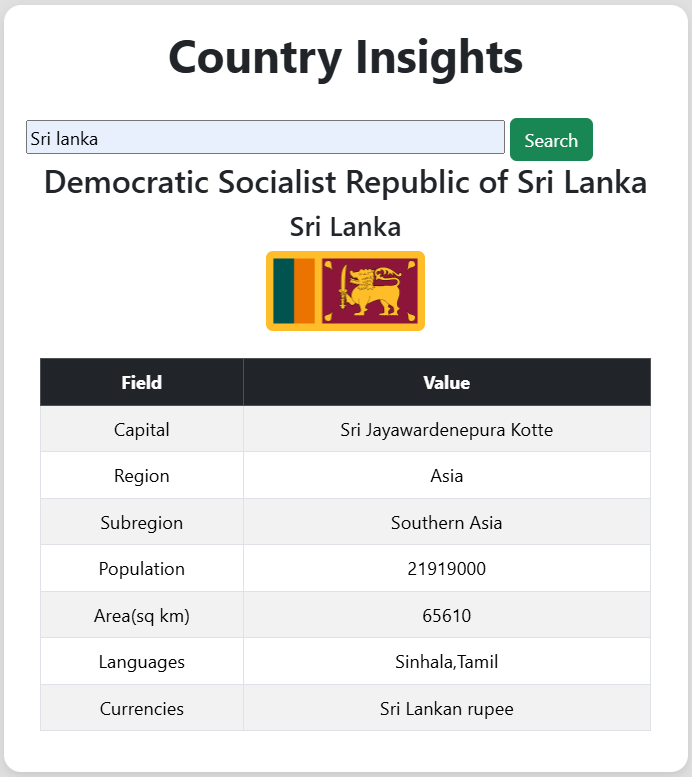 Country Insights
Sri lanka Search
Democratic Socialist Republic of Sri Lanka
Sri Lanka
Field Value
Capital Sri Jayawardenepura Kotte
Region Asia
Subregion Southern Asia
Population 21919000
Area(sq km) 65610
Languages Sinhala,Tamil
Currencies Sri Lankan rupee